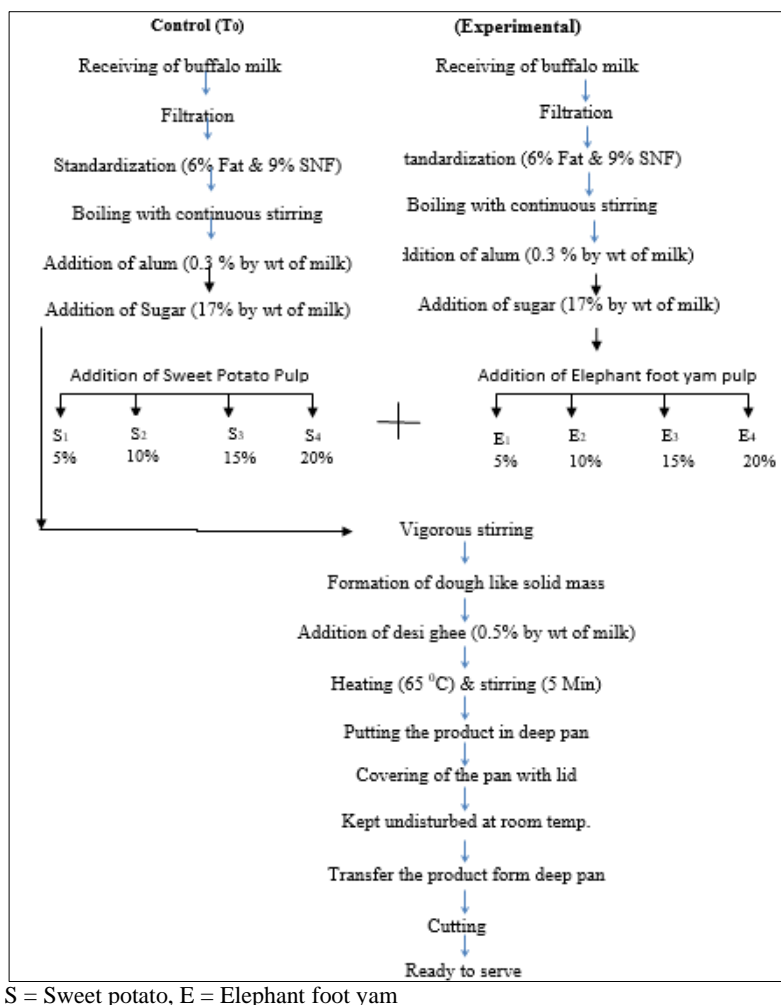 Control (T₀) (Experimental)
Receiving of buffalo milk Receiving of buffalo milk
Filtration Filtration
Standardization (6% Fat & 9% SNF) tandardization (6% Fat & 9% SNF)
Boiling with continuous stirring Boiling with continuous stirring
Addition of alum (0.3 % by wt of milk) ddition of alum (0.3 % by wt of milk)
Addition of Sugar (17% by wt of milk) Addition of sugar (17% by wt of milk)
Addition of Sweet Potato Pulp Addition of Elephant foot yam pulp
S₁ S₂ S₃ S₄ E₁ E₂ E₃ E₄
5% 10% 15% 20% 5% 10% 15% 20%
Vigorous stirring
Formation of dough like solid mass
Addition of desi ghee (0.5% by wt of milk)
Heating (65 ⁰C) & stirring (5 Min)
Putting the product in deep pan
Covering of the pan with lid
Kept undisturbed at room temp.
Transfer the product form deep pan
Cutting
Ready to serve
S = Sweet potato, E = Elephant foot yam